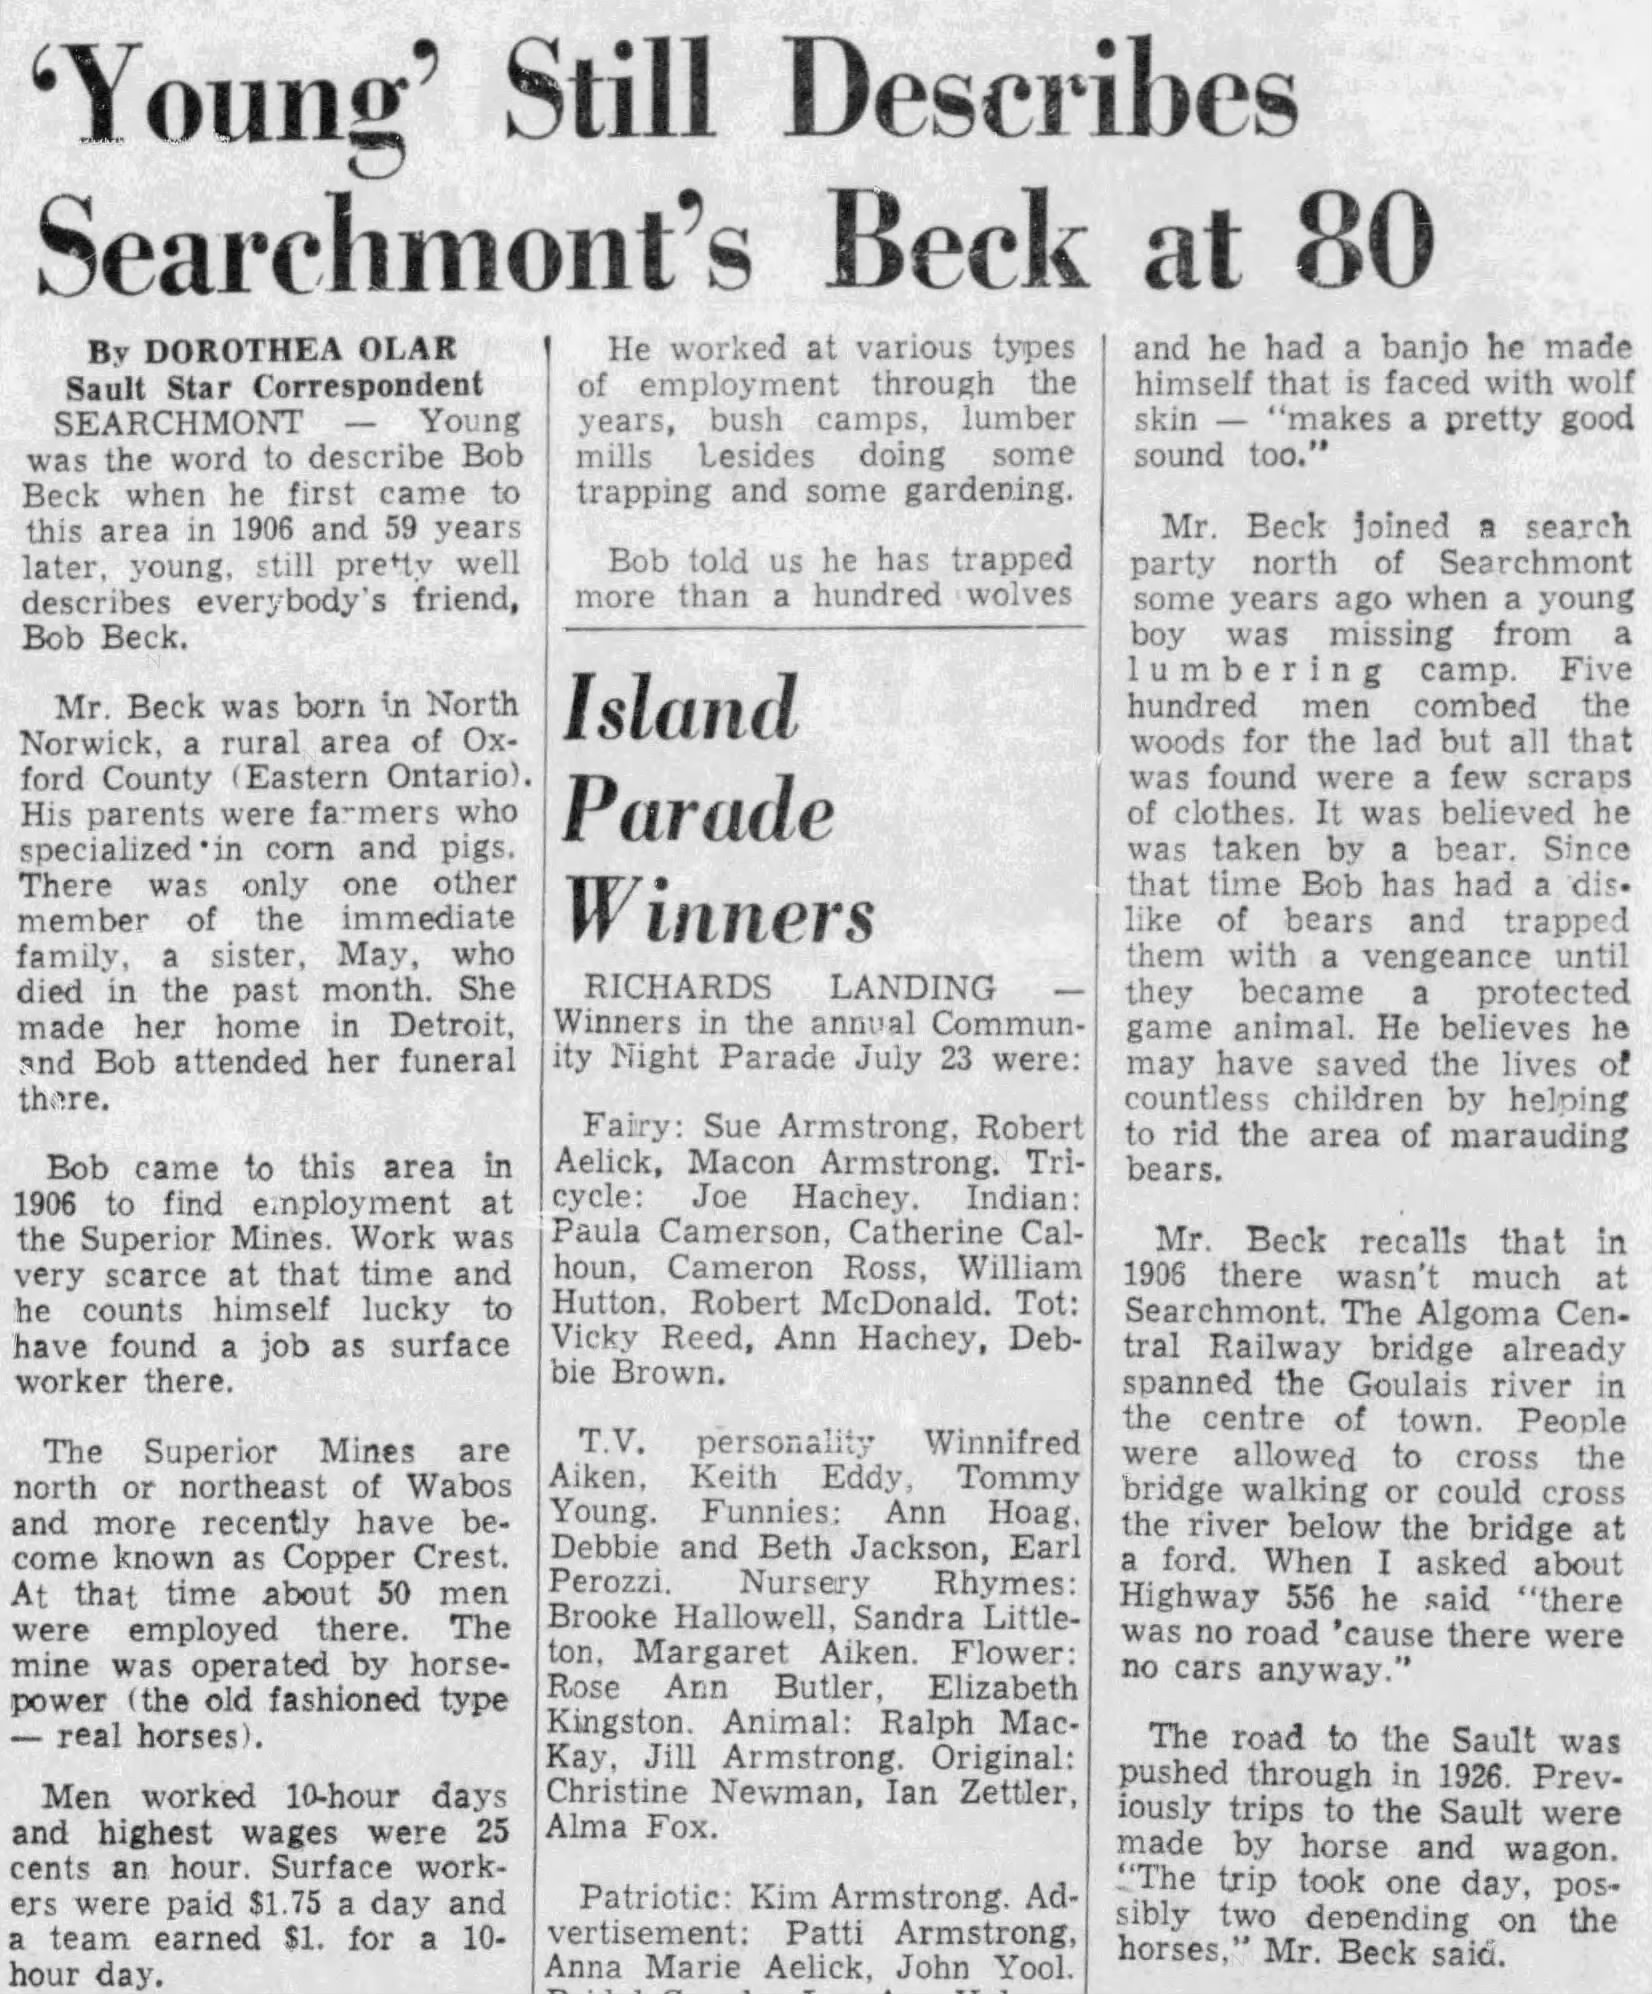 ‘Young’ Still Describes
Searchmont’s Beck at 80
By DOROTHEA OLAR
Sault Star Correspondent
SEARCHMONT — Young
was the word to describe Bob
Beck when he first came to
this area in 1906 and 59 years
later, young, still pretty well
describes everybody's friend,
Bob Beck.
Mr. Beck was born in North
Norwick, a rural area of Ox-
ford County (Eastern Ontario).
His parents were farmers who
specialized in corn and pigs.
There was only one other
member of the immediate
family, a sister, May, who
died in the past month. She
made her home in Detroit,
and Bob attended her funeral
there.
Bob came to this area in
1906 to find employment at
the Superior Mines. Work was
very scarce at that time and
he counts himself lucky to
have found a job as surface
worker there.
The Superior Mines are
north or northeast of Wabos
and more recently have be-
come known as Copper Crest.
At that time about 50 men
were employed there. The
mine was operated by horse-
power (the old fashioned type
— real horses).
Men worked 10-hour days
and highest wages were 25
cents an hour. Surface work-
ers were paid $1.75 a day and
a team earned $1. for a 10-
hour day.
He worked at various types
of employment through the
years, bush camps, lumber
mills Lesides doing some
trapping and some gardening.
Bob told us he has trapped
more than a hundred wolves
and he had a banjo he made
himself that is faced with wolf
skin — “makes a pretty good
sound too.”
Mr. Beck joined a search
party north of Searchmont
some years ago when a young
boy was missing from a
lumbering camp. Five
hundred men combed the
woods for the lad but all that
was found were a few scraps
of clothes. It was believed he
was taken by a bear. Since
that time Bob has had a dis-
like of bears and trapped
them with a vengeance until
they became a protected
game animal. He believes he
may have saved the lives of
countless children by helping
to rid the area of marauding
bears.
Mr. Beck recalls that in
1906 there wasn't much at
Searchmont. The Algoma Cen-
tral Railway bridge already
spanned the Goulais river in
the centre of town. People
were allowed to cross the
bridge walking or could cross
the river below the bridge at
a ford. When I asked about
Highway 556 he said “there
was no road ’cause there were
no cars anyway.”
The road to the Sault was
pushed through in 1926. Prev-
iously trips to the Sault were
made by horse and wagon.
“The trip took one day, pos-
sibly two depending on the
horses,” Mr. Beck said.
Island
Parade
Winners
RICHARDS LANDING —
Winners in the annual Commun-
ity Night Parade July 23 were:
Fairy: Sue Armstrong, Robert
Aelick, Macon Armstrong. Tri-
cycle: Joe Hachey. Indian:
Paula Camerson, Catherine Cal-
houn, Cameron Ross, William
Hutton, Robert McDonald. Tot:
Vicky Reed, Ann Hachey, Deb-
bie Brown.
T.V. personality Winnifred
Aiken, Keith Eddy, Tommy
Young. Funnies: Ann Hoag,
Debbie and Beth Jackson, Earl
Perozzi. Nursery Rhymes:
Brooke Hallowell, Sandra Little-
ton, Margaret Aiken. Flower:
Rose Ann Butler, Elizabeth
Kingston. Animal: Ralph Mac-
Kay, Jill Armstrong. Original:
Christine Newman, Ian Zettler,
Alma Fox.
Patriotic: Kim Armstrong. Ad-
vertisement: Patti Armstrong,
Anna Marie Aelick, John Yool.